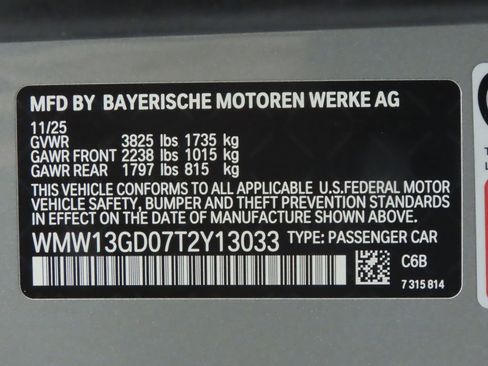 MFD BY BAYERISCHE MOTOREN WERKE AG
11/25
GVWR 3825 lbs 1735 kg
GAWR FRONT 2238 lbs 1015 kg
GAWR REAR 1797 lbs 815 kg
THIS VEHICLE CONFORMS TO ALL APPLICABLE U.S.FEDERAL MOTOR
VEHICLE SAFETY, BUMPER AND THEFT PREVENTION STANDARDS
IN EFFECT ON THE DATE OF MANUFACTURE SHOWN ABOVE.
WMW13GD07T2Y13033 TYPE: PASSENGER CAR
C6B
7 315 814